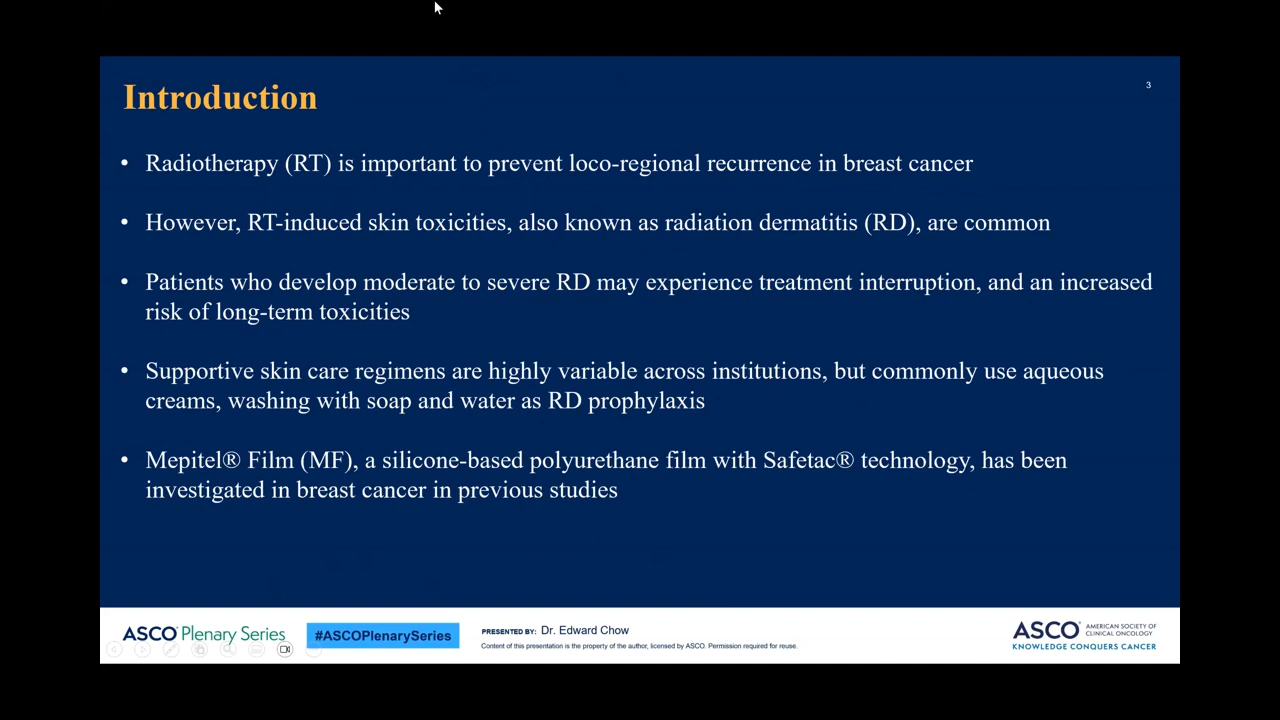 Introduction
3
• Radiotherapy (RT) is important to prevent loco-regional recurrence in breast cancer
• However, RT-induced skin toxicities, also known as radiation dermatitis (RD), are common
• Patients who develop moderate to severe RD may experience treatment interruption, and an increased
risk of long-term toxicities
• Supportive skin care regimens are highly variable across institutions, but commonly use aqueous
creams, washing with soap and water as RD prophylaxis
• Mepitel® Film (MF), a silicone-based polyurethane film with Safetac® technology, has been
investigated in breast cancer in previous studies
ASCO® Plenary Series
#ASCOPlenarySeries
PRESENTED BY: Dr. Edward Chow
Content of this presentation is the property of the author, licensed by ASCO. Permission required for reuse.
ASCO® AMERICAN SOCIETY OF
CLINICAL ONCOLOGY
KNOWLEDGE CONQUERS CANCER